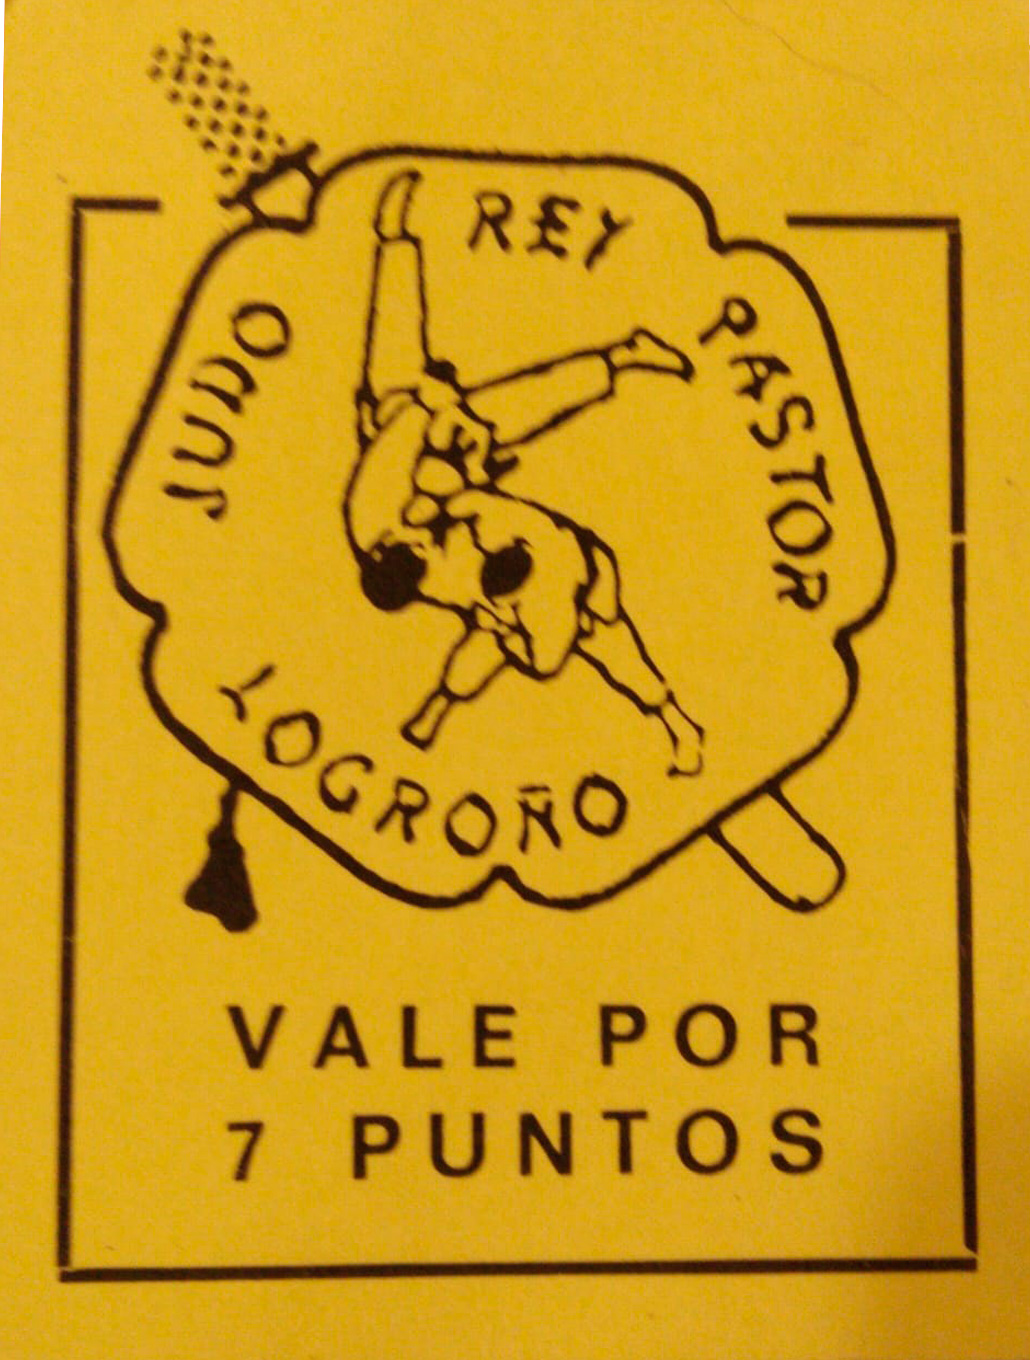 JUDO
REY
PASTOR
LOGROÑO
VALE POR
7 PUNTOS